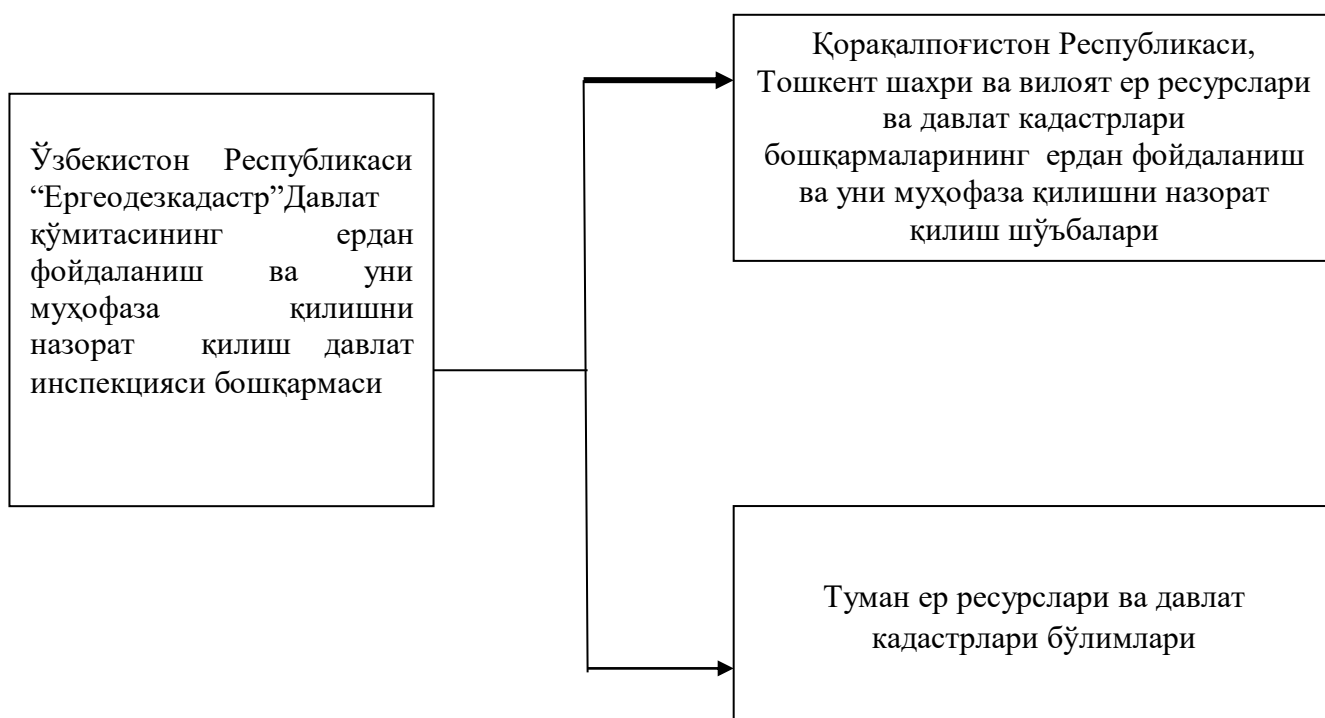 Ўзбекистон Республикаси
“Ергеодезкадастр”Давлат
қўмитасининг ердан
фойдаланиш ва уни
муҳофаза қилишни
назорат қилиш давлат
инспекцияси бошқармаси
Қорақалпоғистон Республикаси,
Тошкент шахри ва вилоят ер ресурслари
ва давлат кадастрлари
бошқармаларининг ердан фойдаланиш
ва уни муҳофаза қилишни назорат
қилиш шўъбалари
Туман ер ресурслари ва давлат
кадастрлари бўлимлари